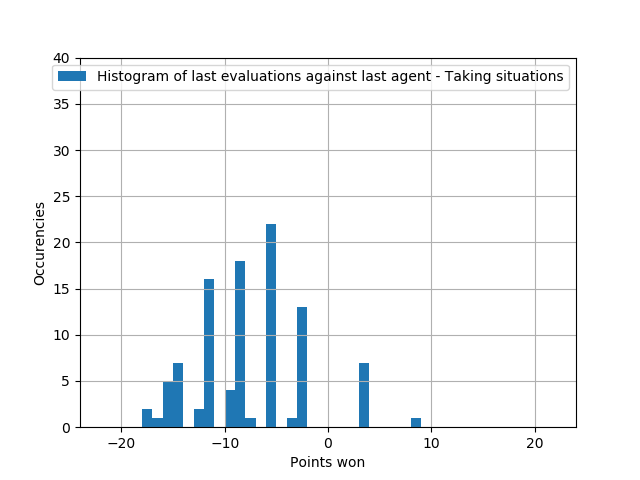 Histogram of last evaluations against last agent - Taking situations
40
35
30
25
20
15
10
5
0
Occurencies
−20 −10 0 10 20
Points won